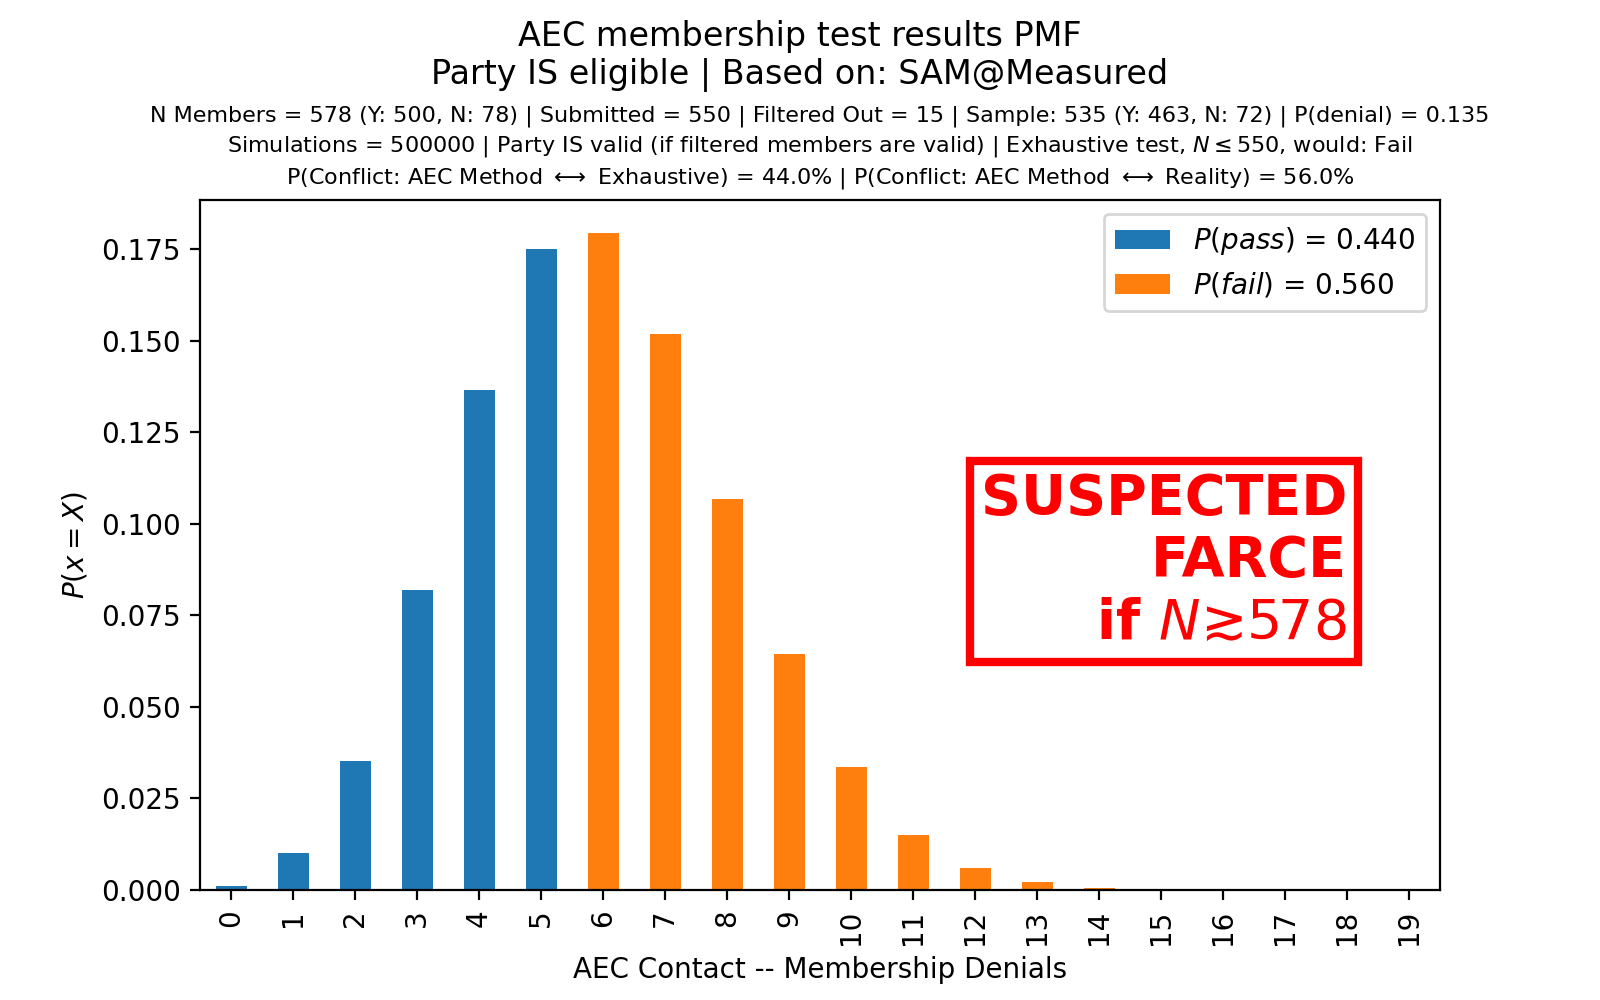 AEC membership test results PMF
Party IS eligible | Based on: SAM@Measured
N Members = 578 (Y: 500, N: 78) | Submitted = 550 | Filtered Out = 15 | Sample: 535 (Y: 463, N: 72) | P(denial) = 0.135
Simulations = 500000 | Party IS valid (if filtered members are valid) | Exhaustive test, N ≤ 550, would: Fail
P(Conflict: AEC Method ⟷ Exhaustive) = 44.0% | P(Conflict: AEC Method ⟷ Reality) = 56.0%
P(pass) = 0.440
P(fail) = 0.560
0.175
0.150
0.125
0.100
0.075
0.050
0.025
0.000
P(x = X)
SUSPECTED
FARCE
if N≳578
0 1 2 3 4 5 6 7 8 9 10 11 12 13 14 15 16 17 18 19
AEC Contact -- Membership Denials